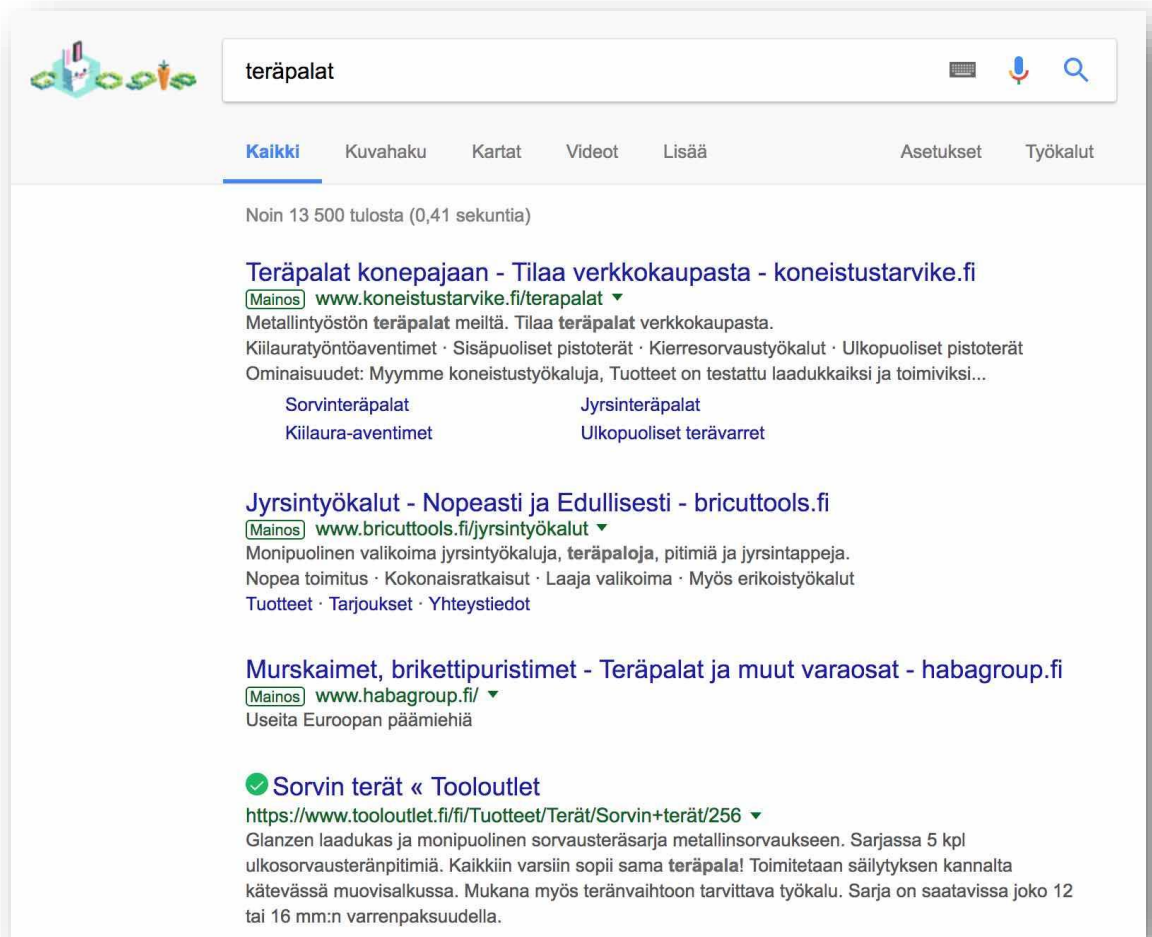 teräpalat
Kaikki Kuvahaku Kartat Videot Lisää Asetukset Työkalut
Noin 13 500 tulosta (0,41 sekuntia)
Teräpalat konepajaan - Tilaa verkkokaupasta - koneistustarvike.fi
Mainos www.koneistustarvike.fi/terapalat
Metallintyöstön teräpalat meiltä. Tilaa teräpalat verkkokaupasta.
Kiilauratyöntöaventimet · Sisäpuoliset pistoterät · Kierresorvaustyökalut · Ulkopuoliset pistoterät
Ominaisuudet: Myymme koneistustyökaluja, Tuotteet on testattu laadukkaiksi ja toimiviksi...
Sorvinteräpalat Jyrsinteräpalat
Kiilaura-aventimet Ulkopuoliset terävarret
Jyrsintyökalut - Nopeasti ja Edullisesti - bricuttools.fi
Mainos www.bricuttools.fi/jyrsintyökalut
Monipuolinen valikoima jyrsintyökaluja, teräpaloja, pitimiä ja jyrsintappeja.
Nopea toimitus · Kokonaisratkaisut · Laaja valikoima · Myös erikoistyökalut
Tuotteet · Tarjoukset · Yhteystiedot
Murskaimet, brikettipuristimet - Teräpalat ja muut varaosat - habagroup.fi
Mainos www.habagroup.fi/
Useita Euroopan päämiehiä
Sorvin terät « Tooloutlet
https://www.tooloutlet.fi/fi/Tuotteet/Terät/Sorvin+terät/256
Glanzen laadukas ja monipuolinen sorvausteräsarja metallinsorvaukseen. Sarjassa 5 kpl
ulkosorvausteränpitimiä. Kaikkiin varsiin sopii sama teräpala! Toimitetaan säilytyksen kannalta
kätevässä muovisalkussa. Mukana myös teränvaihtoon tarvittava työkalu. Sarja on saatavissa joko 12
tai 16 mm:n varrenpaksuudella.